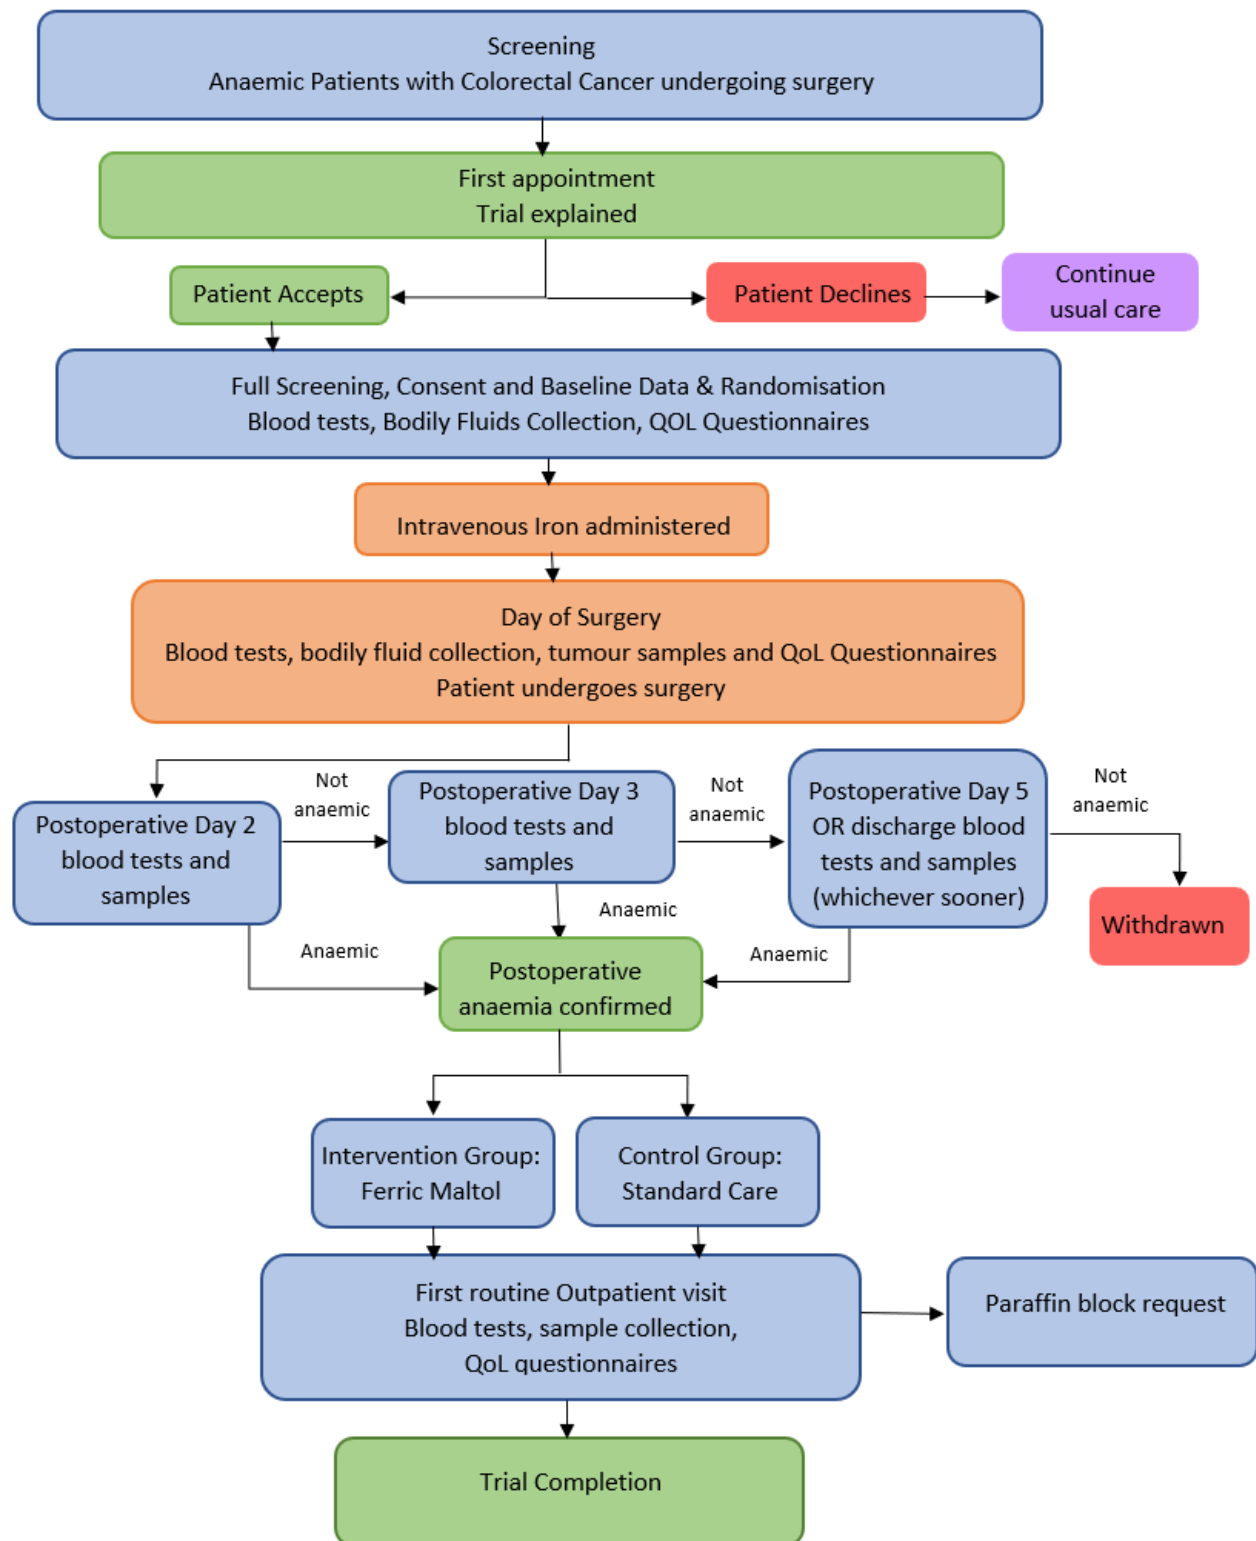 Screening
Anaemic Patients with Colorectal Cancer undergoing surgery
First appointment
Trial explained
Patient Accepts
Patient Declines
Continue
usual care
Full Screening, Consent and Baseline Data & Randomisation
Blood tests, Bodily Fluids Collection, QOL Questionnaires
Intravenous Iron administered
Day of Surgery
Blood tests, bodily fluid collection, tumour samples and QoL Questionnaires
Patient undergoes surgery
Postoperative Day 2
blood tests and
samples
Not
anaemic
Postoperative Day 3
blood tests and
samples
Not
anaemic
Postoperative Day 5
OR discharge blood
tests and samples
(whichever sooner)
Not
anaemic
Withdrawn
Anaemic
Anaemic
Anaemic
Postoperative
anaemia confirmed
Intervention Group:
Ferric Maltol
Control Group:
Standard Care
First routine Outpatient visit
Blood tests, sample collection,
QoL questionnaires
Paraffin block request
Trial Completion